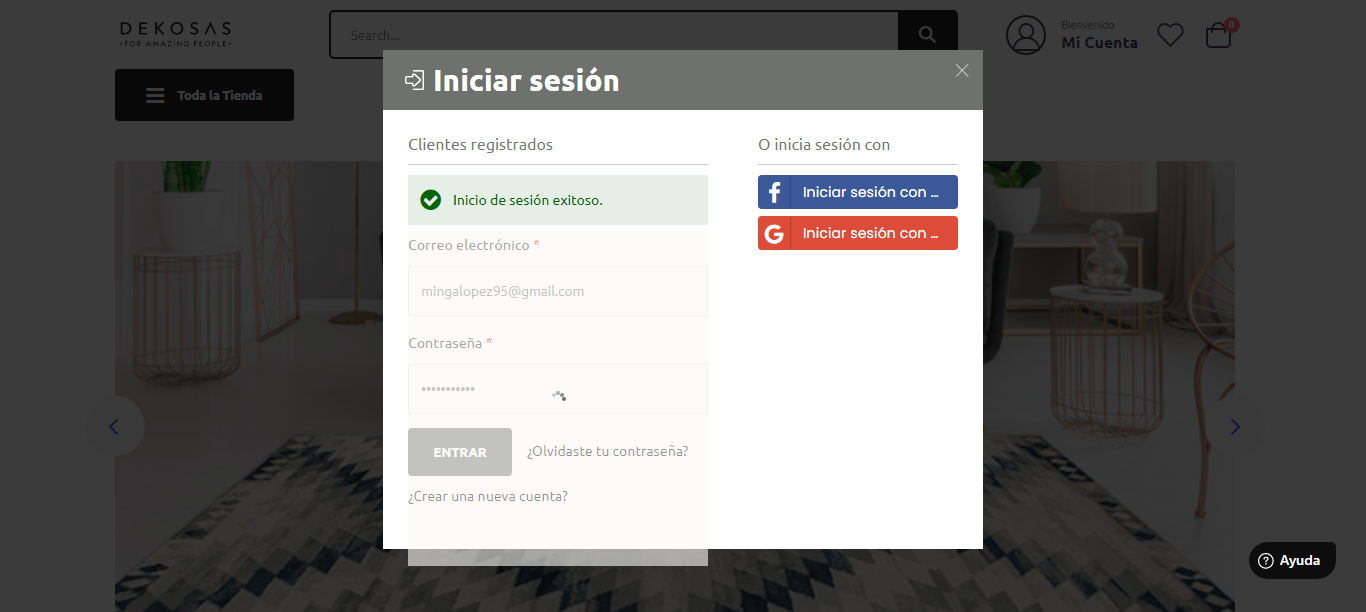 DEKOSAS
•FOR AMAZING PEOPLE•
Search...
Bienvenido
Mi Cuenta
0
Toda la Tienda
Iniciar sesión
Clientes registrados
Inicio de sesión exitoso.
Correo electrónico *
mingalopez95@gmail.com
Contraseña *
•••••••••••
ENTRAR
¿Olvidaste tu contraseña?
¿Crear una nueva cuenta?
O inicia sesión con
f Iniciar sesión con ...
G Iniciar sesión con ...
? Ayuda